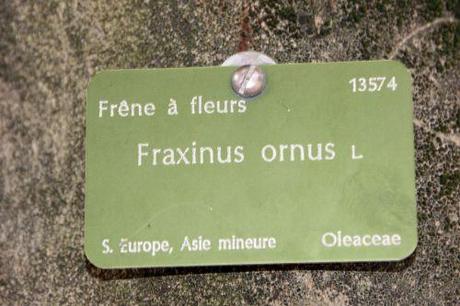 13574
Frêne à fleurs
Fraxinus ornus L
S. Europe, Asie mineure
Oleaceae